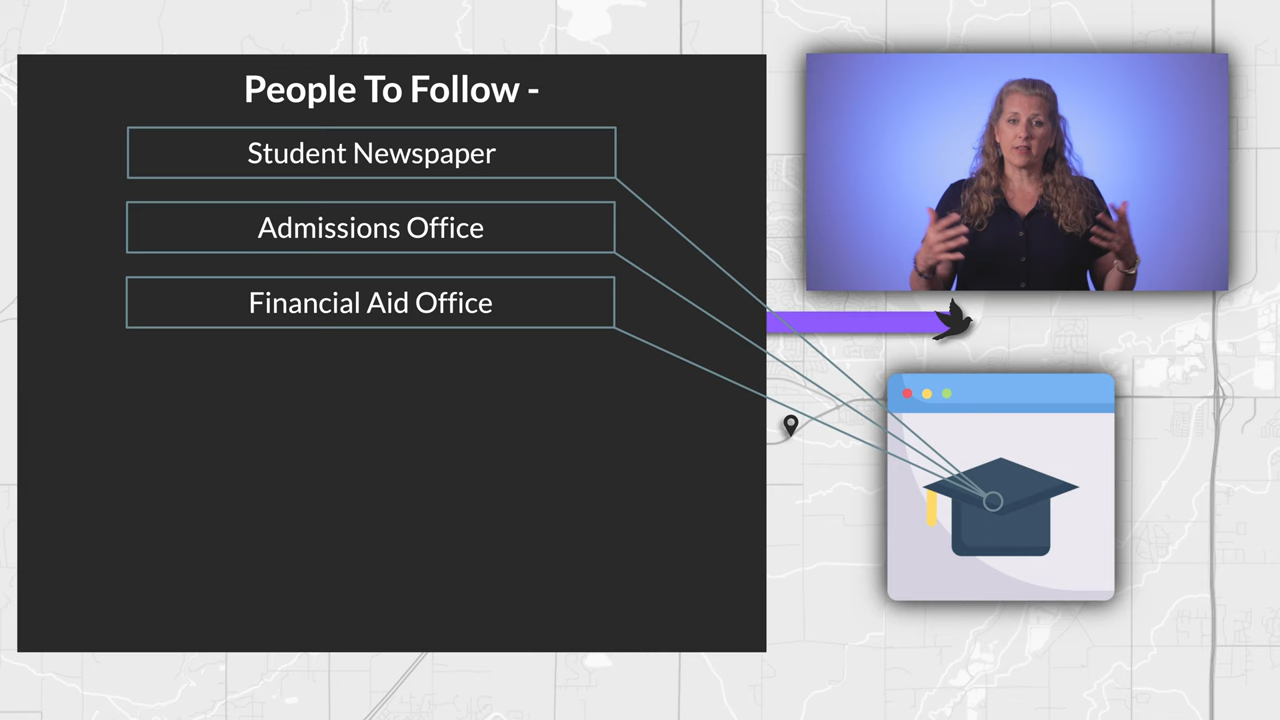 People To Follow -
Student Newspaper
Admissions Office
Financial Aid Office